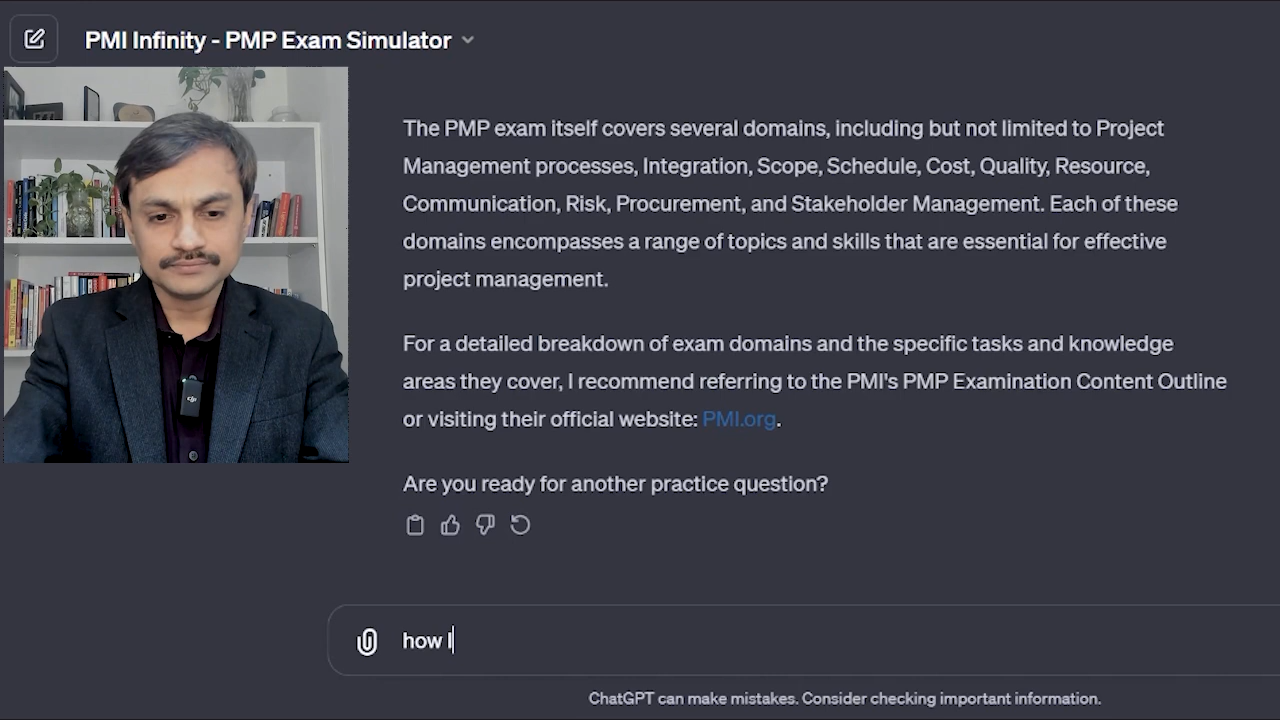 PMI Infinity - PMP Exam Simulator
The PMP exam itself covers several domains, including but not limited to Project
Management processes, Integration, Scope, Schedule, Cost, Quality, Resource,
Communication, Risk, Procurement, and Stakeholder Management. Each of these
domains encompasses a range of topics and skills that are essential for effective
project management.
For a detailed breakdown of exam domains and the specific tasks and knowledge
areas they cover, I recommend referring to the PMI's PMP Examination Content Outline
or visiting their official website: PMI.org.
Are you ready for another practice question?
how l
ChatGPT can make mistakes. Consider checking important information.